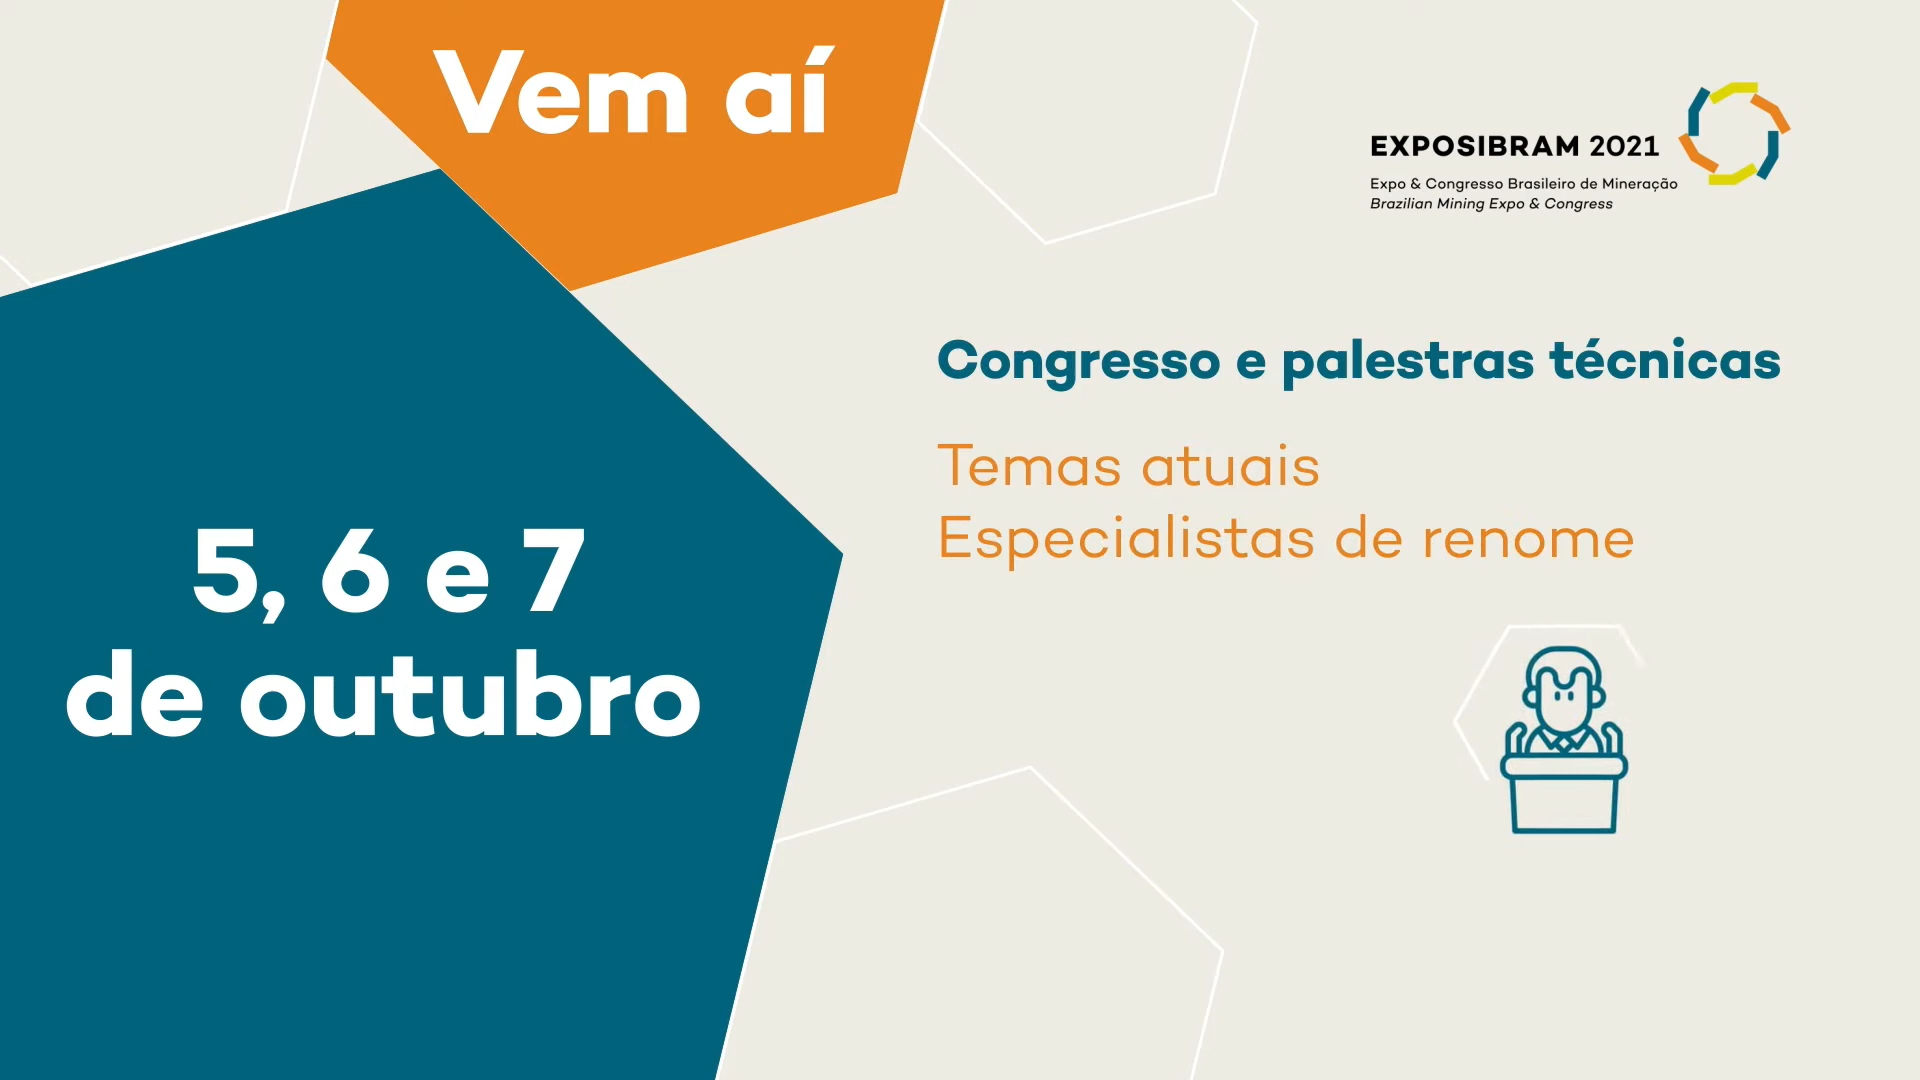 Vem aí
EXPOSIBRAM 2021
Expo & Congresso Brasileiro de Mineração
Brazilian Mining Expo & Congress
Congresso e palestras técnicas
Temas atuais
Especialistas de renome
5, 6 e 7
de outubro